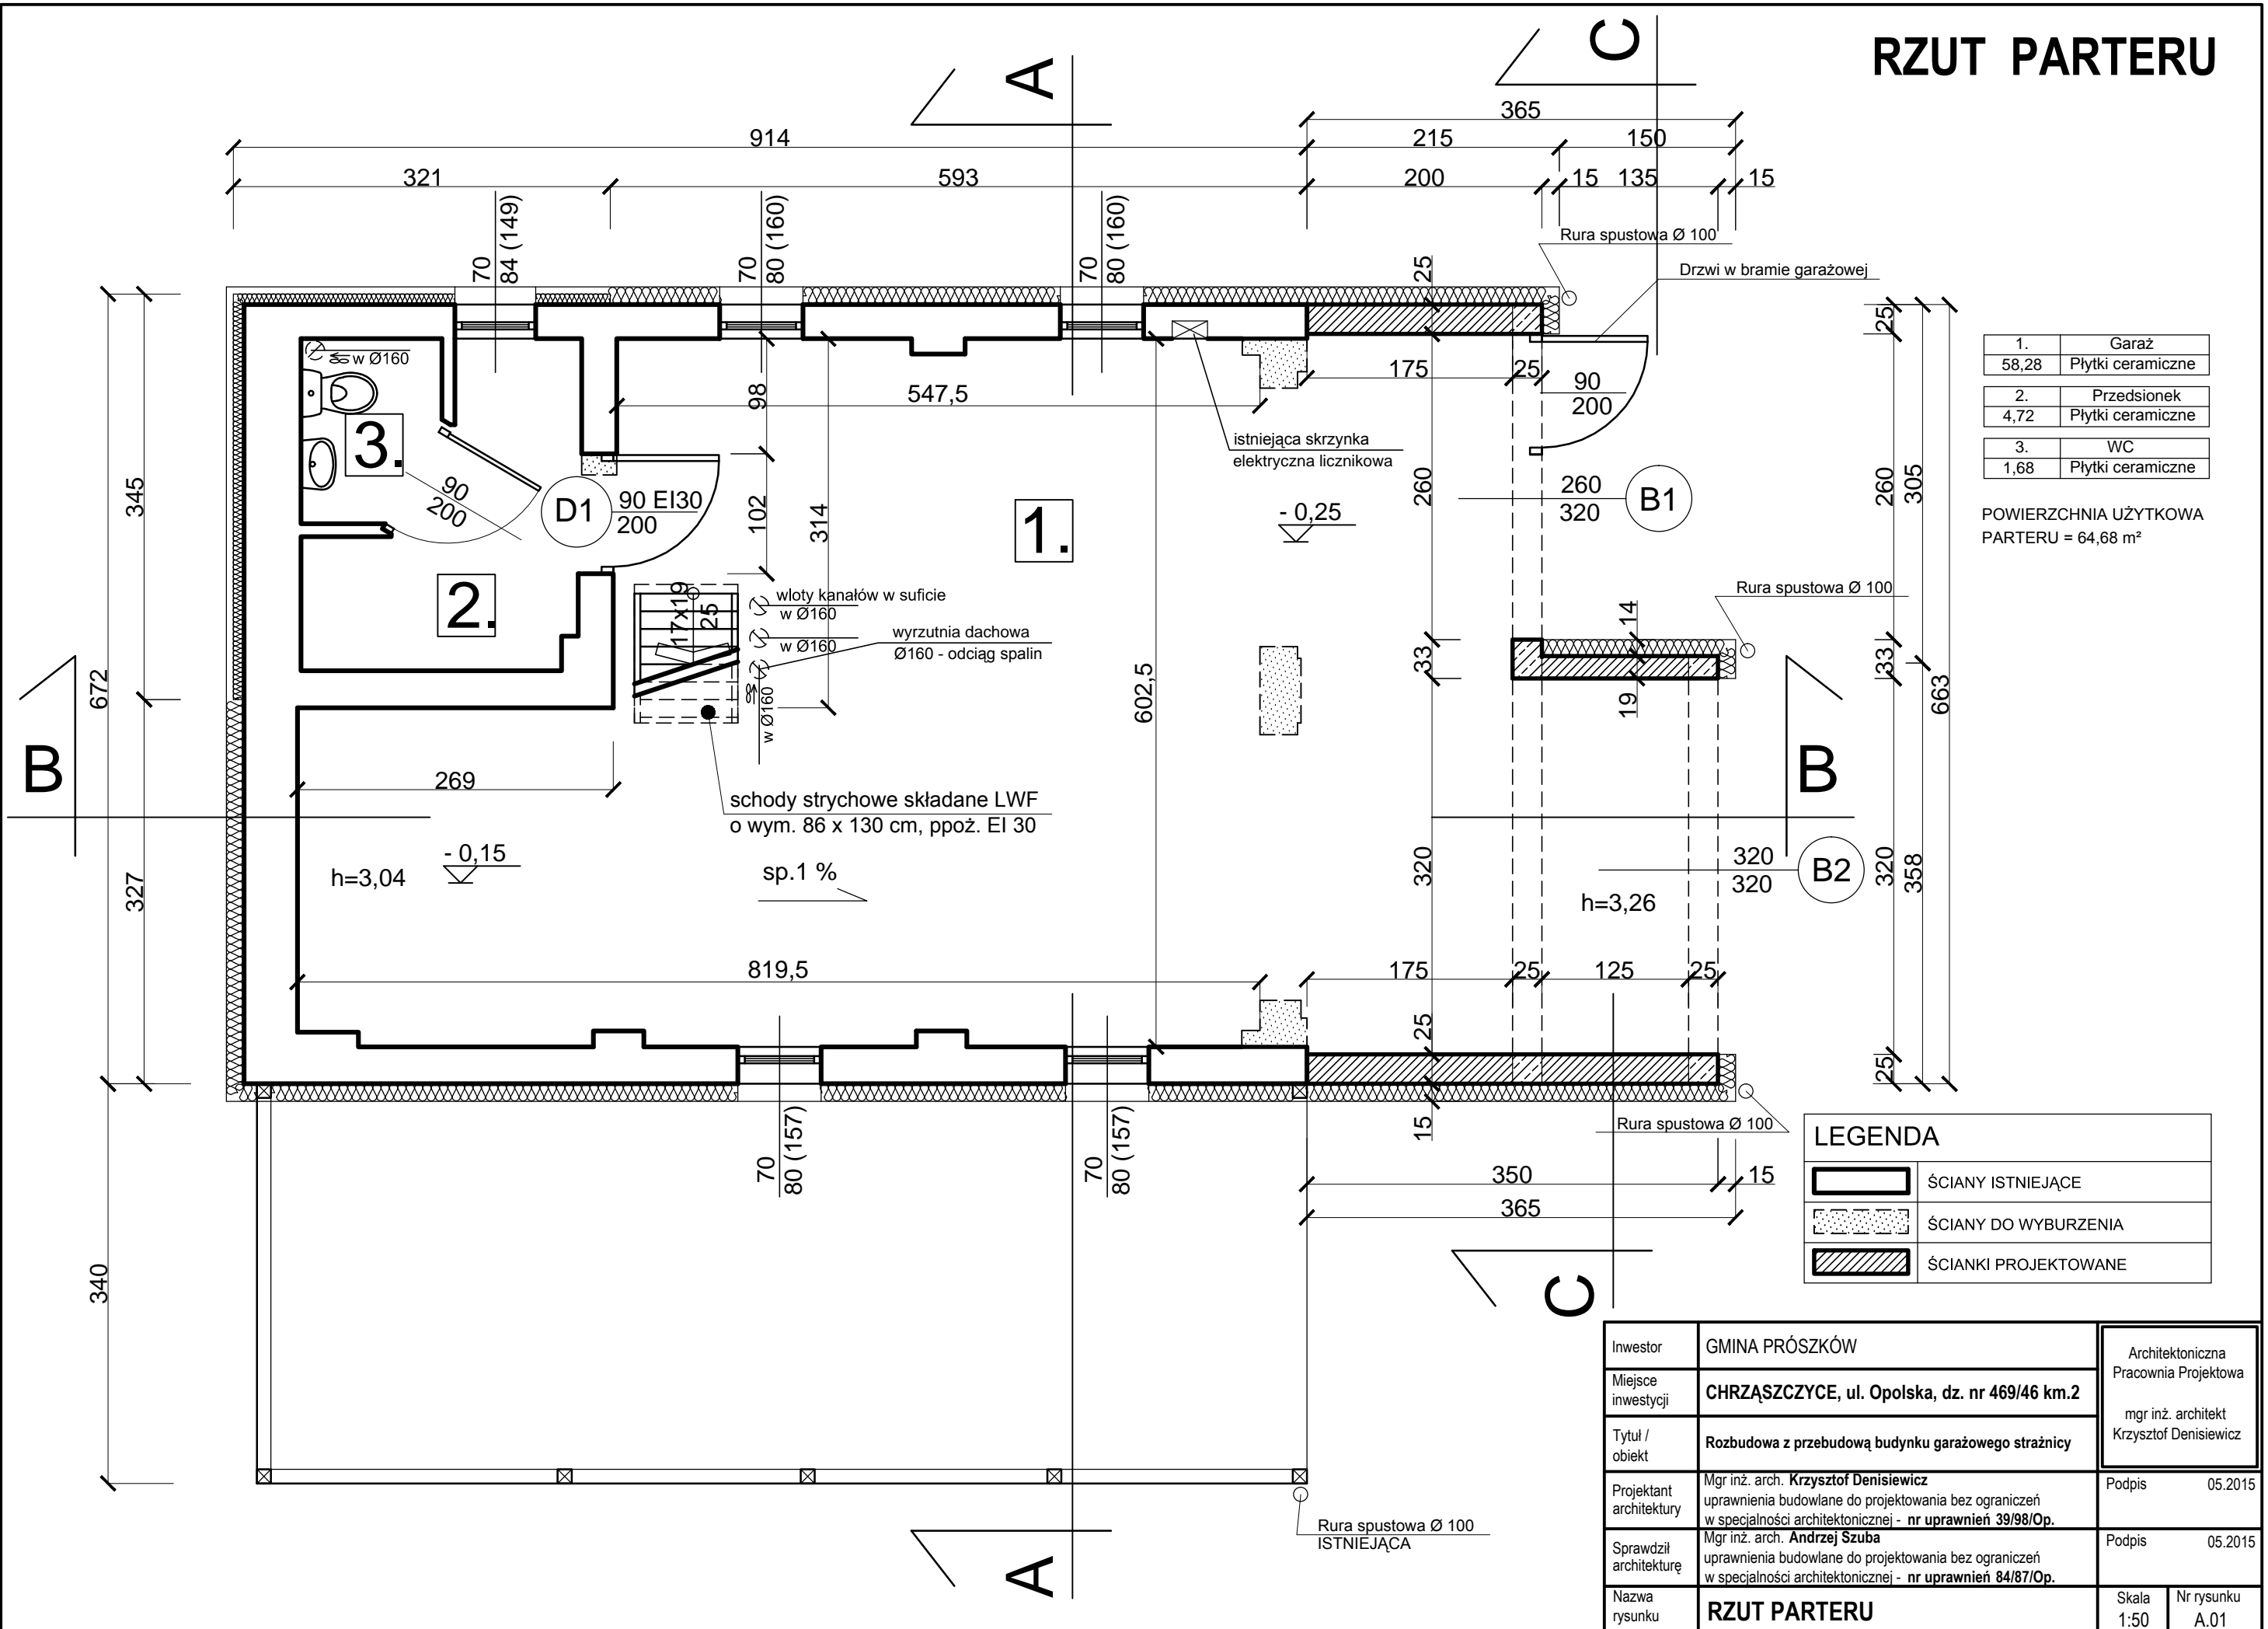 RZUT PARTERU
A
C
365
914
215
150
321
593
200
15
135
15
70
84 (149)
70
80 (160)
70
80 (160)
Rura spustowa Ø 100
Drzwi w bramie garażowej
25
25
w Ø160
98
547,5
175
25
90
200
3.
istniejąca skrzynka
elektryczna licznikowa
90
200
D1
90 EI30
200
102
314
1.
- 0,25
260
260
320
B1
260
305
345
2.
17x19
25
wloty kanałów w suficie
w Ø160
w Ø160
wyrzutnia dachowa
Ø160 - odciąg spalin
w Ø160
Rura spustowa Ø 100
14
33
19
33
672
602,5
663
B
B
269
schody strychowe składane LWF
o wym. 86 x 130 cm, ppoż. EI 30
- 0,15
h=3,04
sp.1 %
327
320
320
320
B2
h=3,26
320
358
819,5
175
25
125
25
25
25
15
70
80 (157)
70
80 (157)
Rura spustowa Ø 100
350
15
365
340
C
A
Rura spustowa Ø 100
ISTNIEJĄCA
1. Garaż
58,28 Płytki ceramiczne
2. Przedsionek
4,72 Płytki ceramiczne
3. WC
1,68 Płytki ceramiczne
POWIERZCHNIA UŻYTKOWA
PARTERU = 64,68 m²
LEGENDA
ŚCIANY ISTNIEJĄCE
ŚCIANY DO WYBURZENIA
ŚCIANKI PROJEKTOWANE
Inwestor GMINA PRÓSZKÓW
Miejsce
inwestycji
CHRZĄSZCZYCE, ul. Opolska, dz. nr 469/46 km.2
Tytuł /
obiekt
Rozbudowa z przebudową budynku garażowego strażnicy
Architektoniczna
Pracownia Projektowa
mgr inż. architekt
Krzysztof Denisiewicz
Projektant
architektury
Mgr inż. arch. Krzysztof Denisiewicz
uprawnienia budowlane do projektowania bez ograniczeń
w specjalności architektonicznej - nr uprawnień 39/98/Op.
Podpis 05.2015
Sprawdził
architekturę
Mgr inż. arch. Andrzej Szuba
uprawnienia budowlane do projektowania bez ograniczeń
w specjalności architektonicznej - nr uprawnień 84/87/Op.
Podpis 05.2015
Nazwa
rysunku
RZUT PARTERU
Skala
1:50
Nr rysunku
A.01